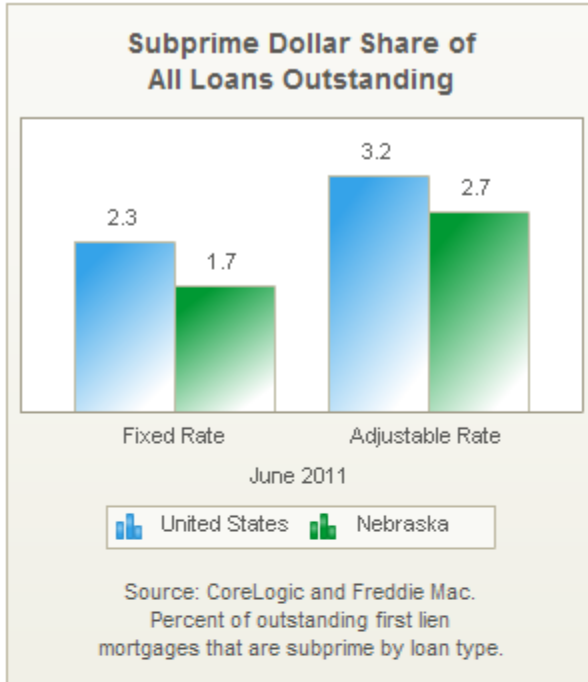 Subprime Dollar Share of
All Loans Outstanding
3.2
2.7
2.3
1.7
Fixed Rate Adjustable Rate
June 2011
United States Nebraska
Source: CoreLogic and Freddie Mac.
Percent of outstanding first lien
mortgages that are subprime by loan type.